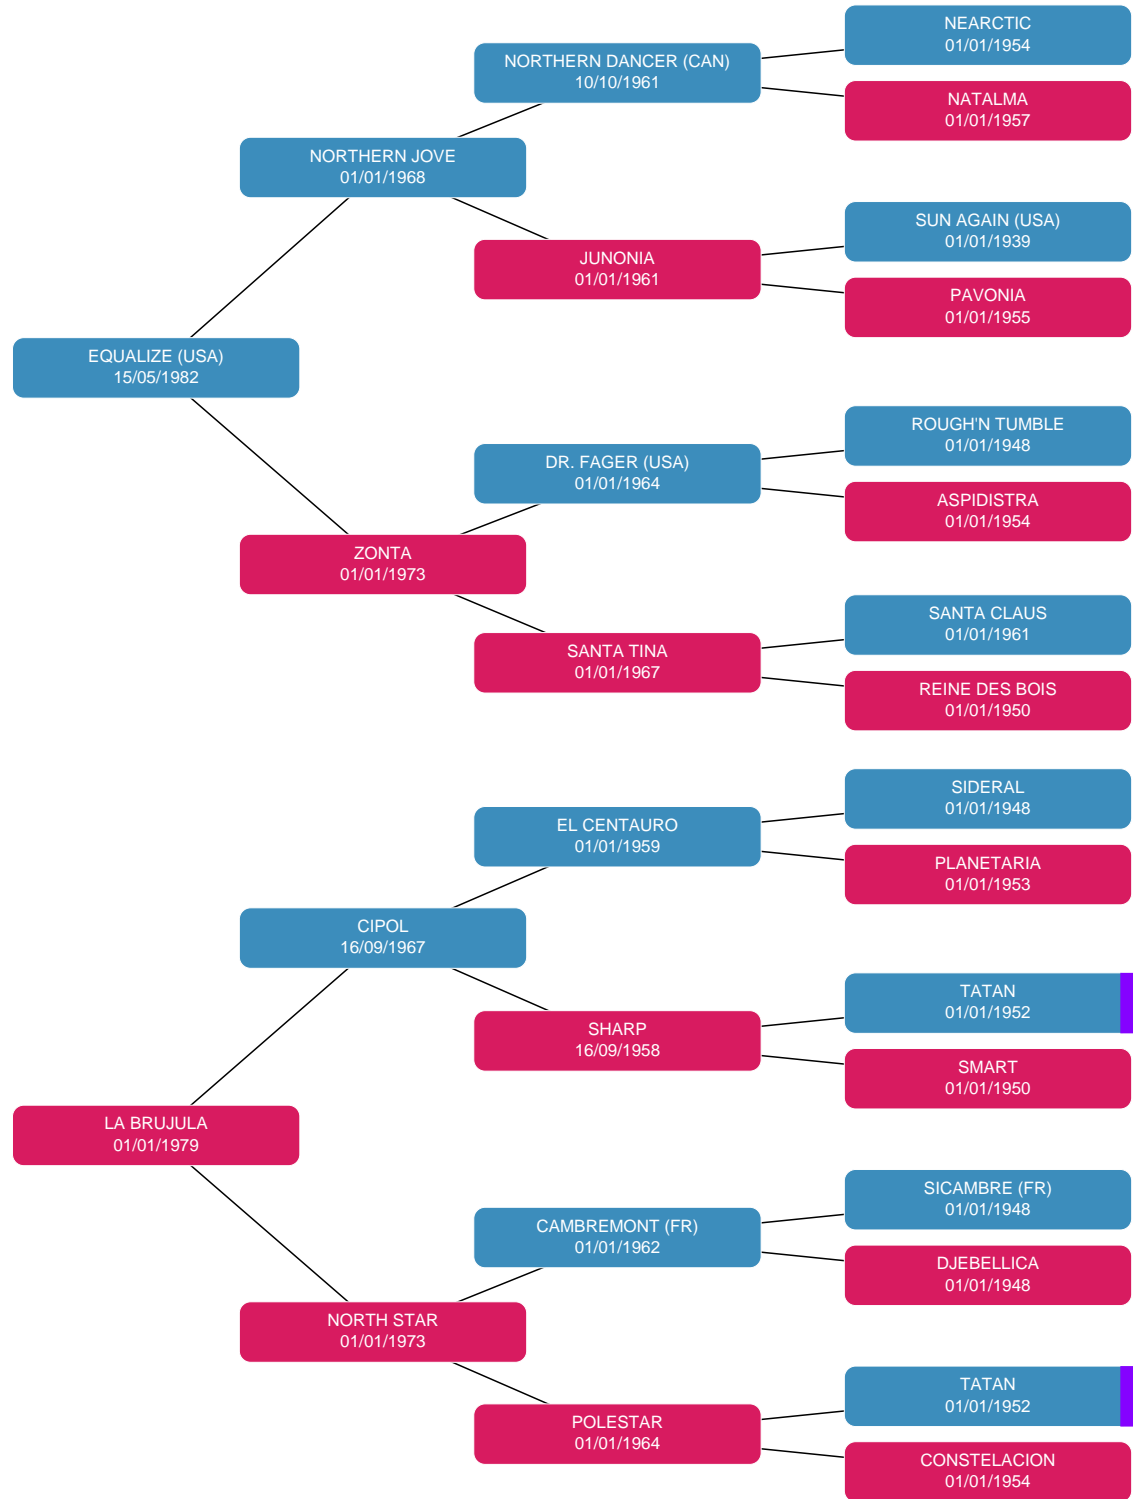 NEARCTIC
01/01/1954
NORTHERN DANCER (CAN)
10/10/1961
NATALMA
01/01/1957
NORTHERN JOVE
01/01/1968
SUN AGAIN (USA)
01/01/1939
JUNONIA
01/01/1961
PAVONIA
01/01/1955
EQUALIZE (USA)
15/05/1982
ROUGH'N TUMBLE
01/01/1948
DR. FAGER (USA)
01/01/1964
ASPIDISTRA
01/01/1954
ZONTA
01/01/1973
SANTA CLAUS
01/01/1961
SANTA TINA
01/01/1967
REINE DES BOIS
01/01/1950
SIDERAL
01/01/1948
EL CENTAURO
01/01/1959
PLANETARIA
01/01/1953
CIPOL
16/09/1967
TATAN
01/01/1952
SHARP
16/09/1958
SMART
01/01/1950
LA BRUJULA
01/01/1979
SICAMBRE (FR)
01/01/1948
CAMBREMONT (FR)
01/01/1962
DJEBELLICA
01/01/1948
NORTH STAR
01/01/1973
TATAN
01/01/1952
POLESTAR
01/01/1964
CONSTELACION
01/01/1954